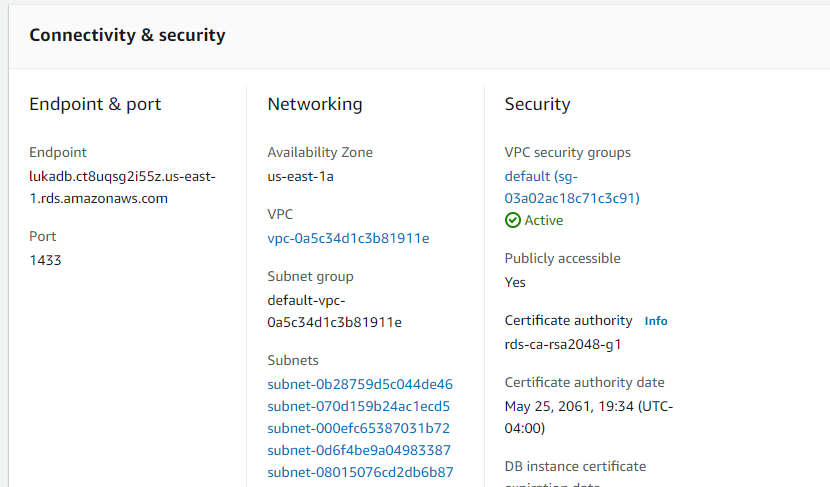 Connectivity & security
Endpoint & port
Endpoint
lukadb.ct8uqsg2i55z.us-east-
1.rds.amazonaws.com
Port
1433
Networking
Availability Zone
us-east-1a
VPC
vpc-0a5c34d1c3b81911e
Subnet group
default-vpc-
0a5c34d1c3b81911e
Subnets
subnet-0b28759d5c044de46
subnet-070d159b24ac1ecd5
subnet-000efc65387031b72
subnet-0d6f4be9a04983387
subnet-08015076cd2db6b87
Security
VPC security groups
default (sg-
03a02ac18c71c3c91)
Active
Publicly accessible
Yes
Certificate authority Info
rds-ca-rsa2048-g1
Certificate authority date
May 25, 2061, 19:34 (UTC-
04:00)
DB instance certificate
expiration date